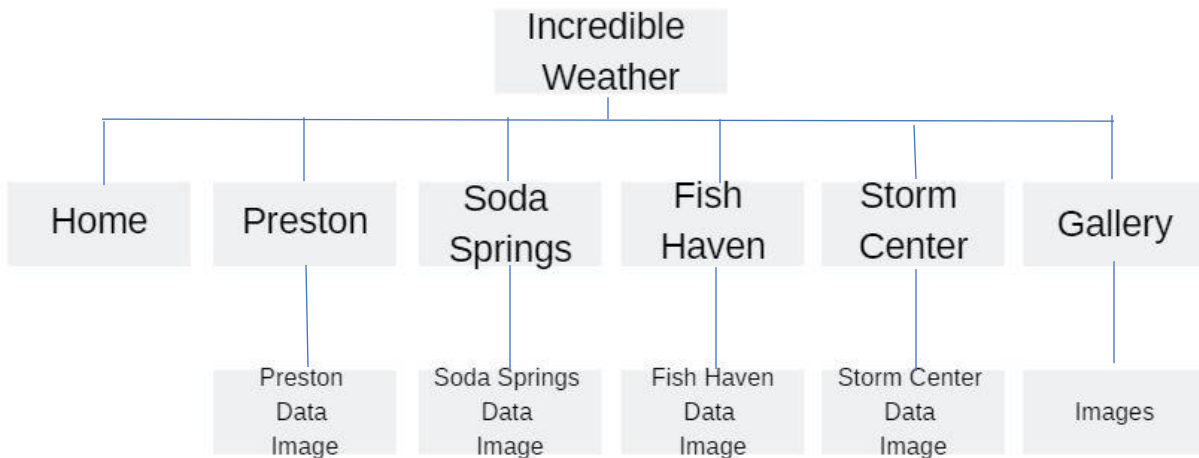 Incredible
Weather
Home
Preston
Soda
Springs
Fish
Haven
Storm
Center
Gallery
Preston
Data
Image
Soda Springs
Data
Image
Fish Haven
Data
Image
Storm Center
Data
Image
Images